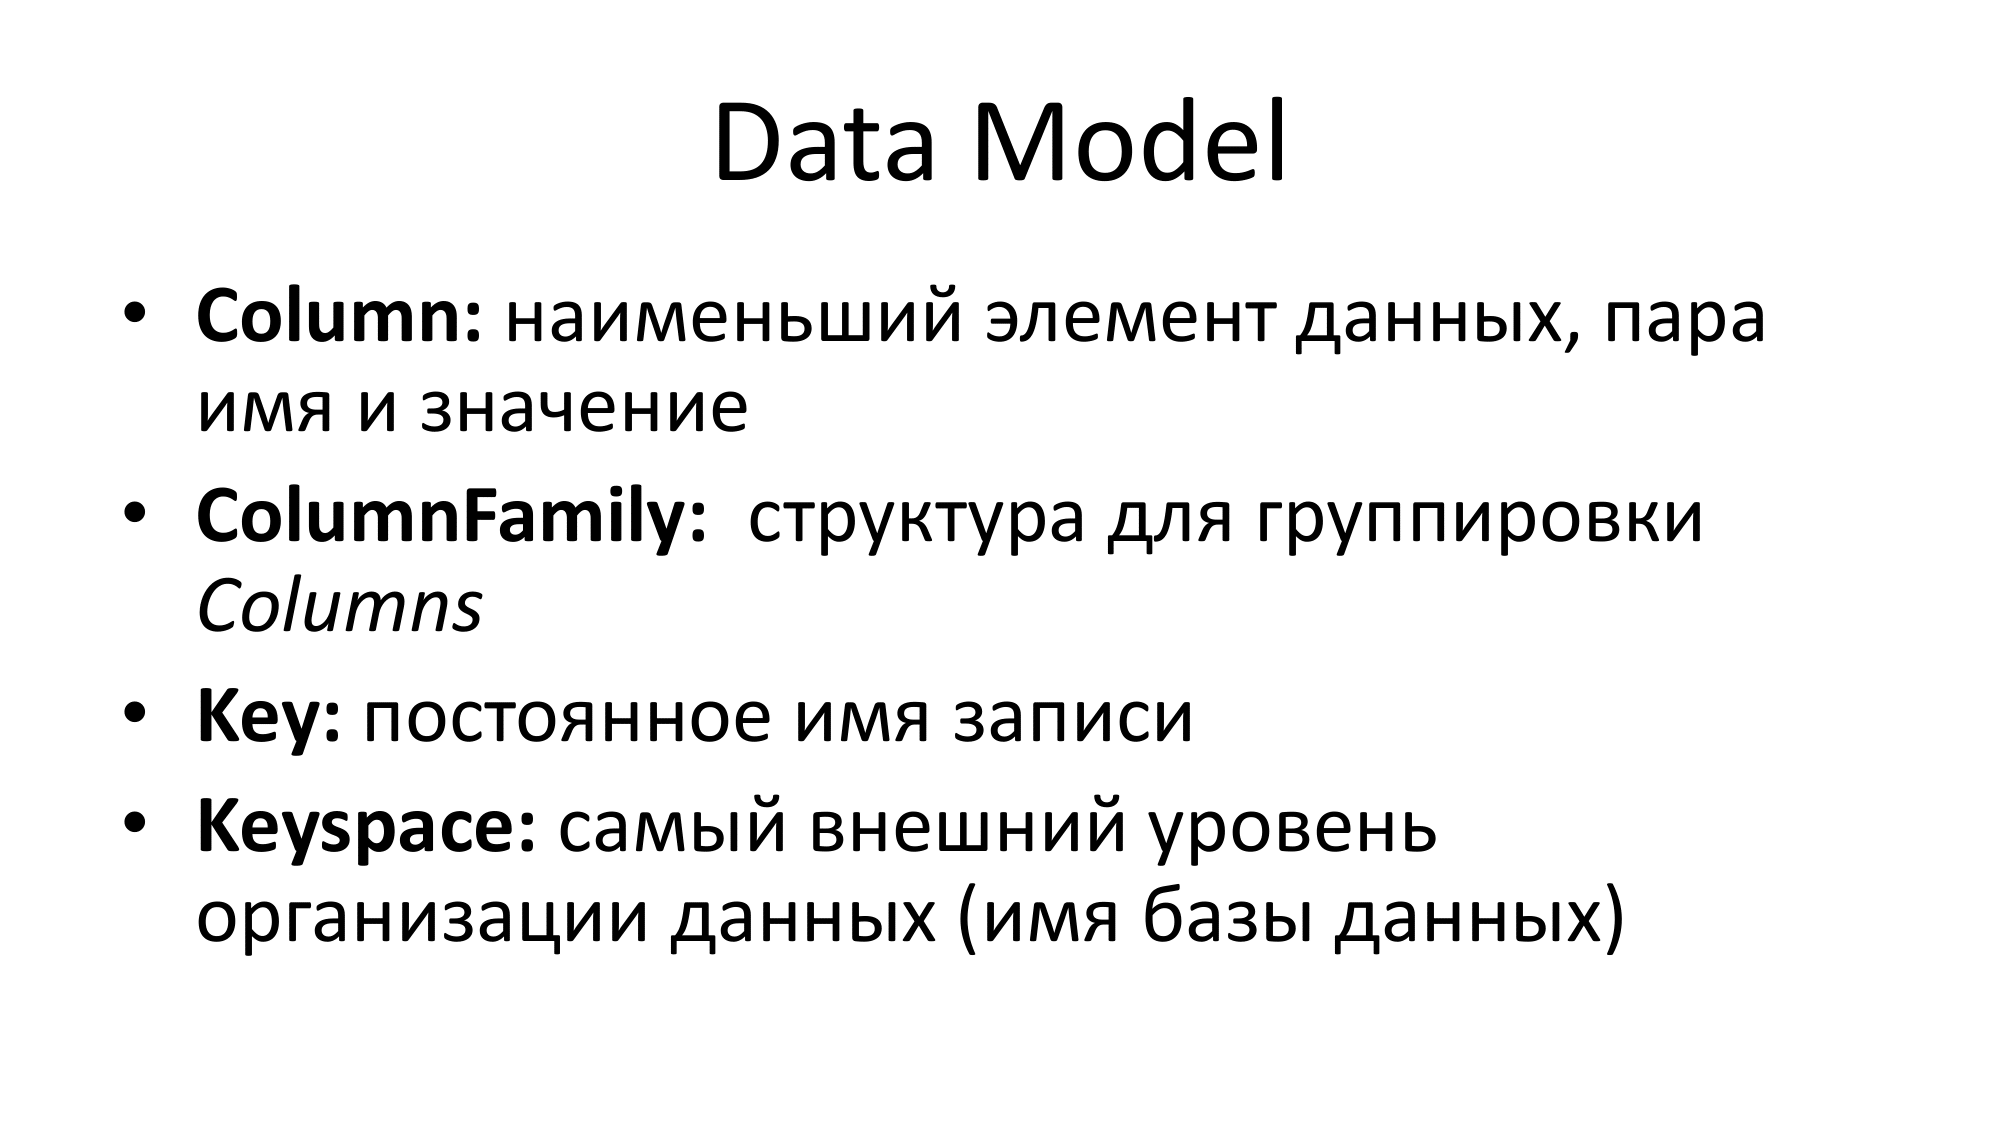 Data Model
• Column: наименьший элемент данных, пара
имя и значение
• ColumnFamily: структура для группировки
Columns
• Key: постоянное имя записи
• Keyspace: самый внешний уровень
организации данных (имя базы данных)